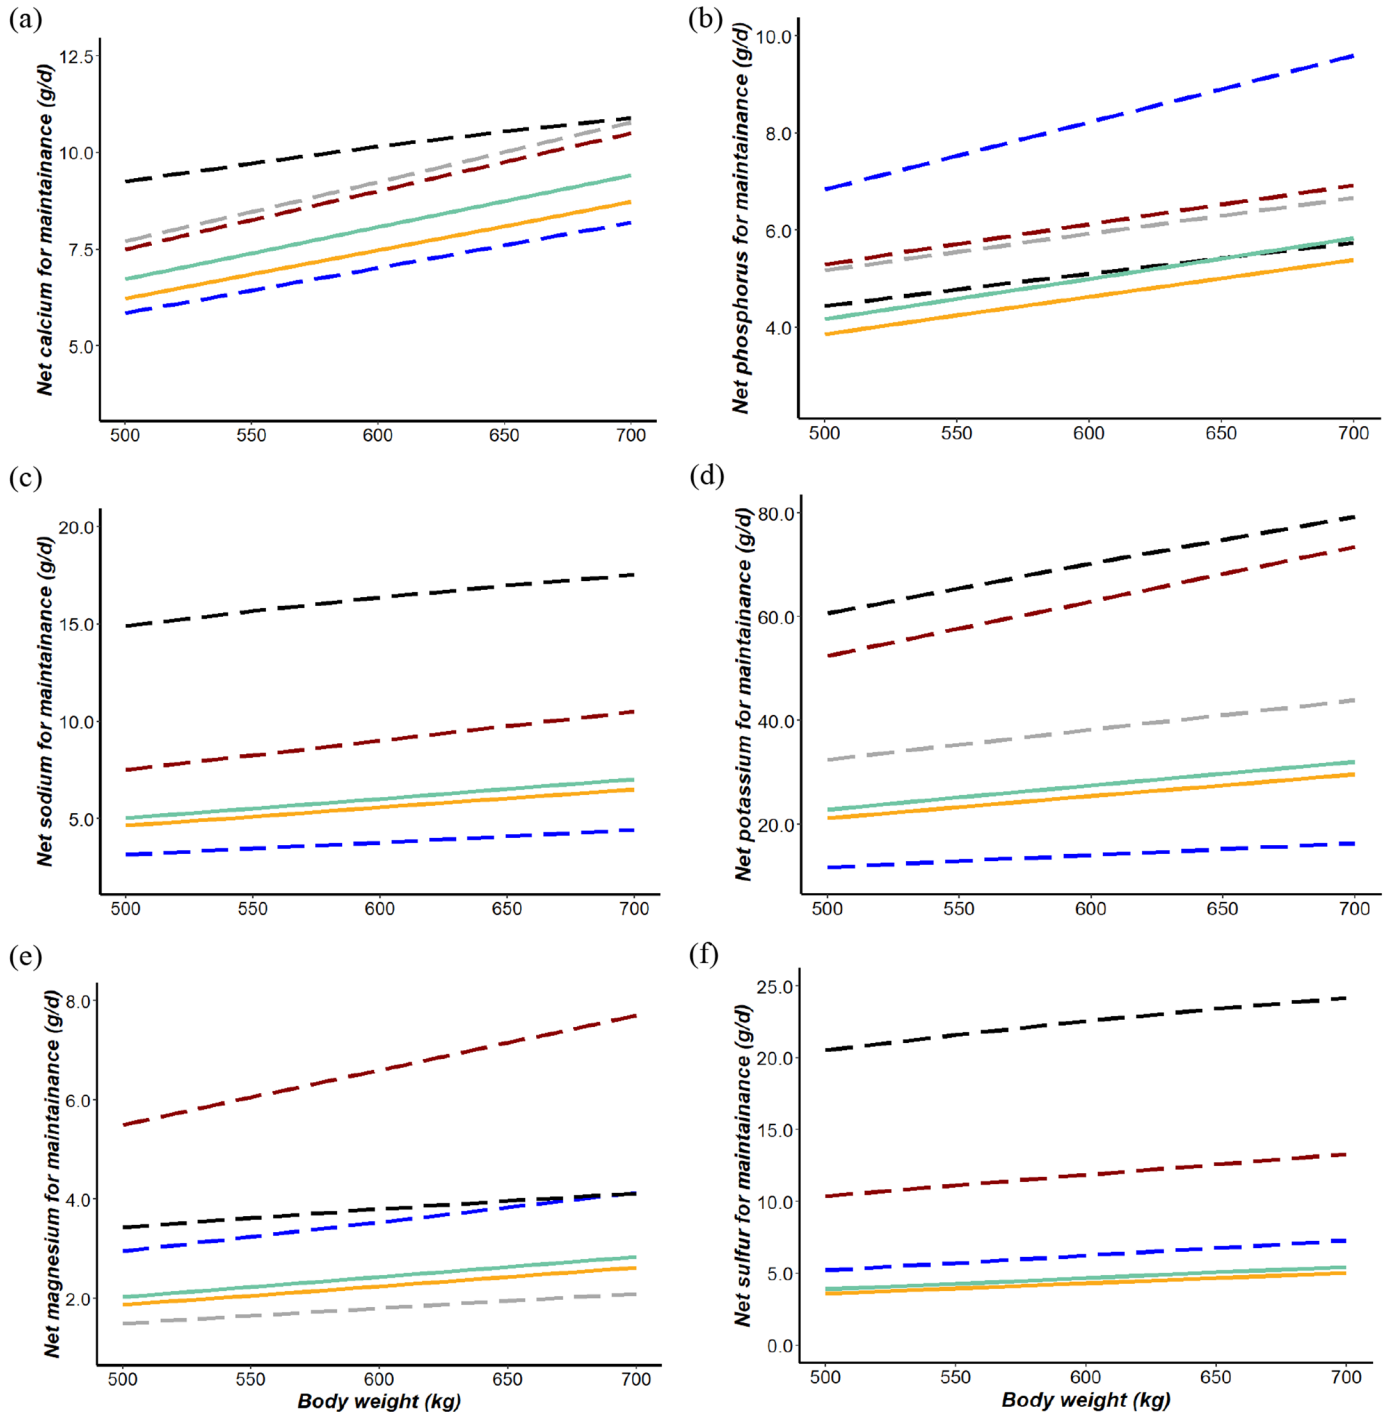 (a)
Net calcium for maintainance (g/d)
12.5
10.0
7.5
5.0
500 550 600 650 700
(b)
Net phosphorus for maintainance (g/d)
10.0
8.0
6.0
4.0
500 550 600 650 700
(c)
Net sodium for maintainance (g/d)
20.0
15.0
10.0
5.0
500 550 600 650 700
(d)
Net potassium for maintainance (g/d)
80.0
60.0
40.0
20.0
500 550 600 650 700
(e)
Net magnesium for maintainance (g/d)
8.0
6.0
4.0
2.0
500 550 600 650 700
Body weight (kg)
(f)
Net sulfur for maintainance (g/d)
25.0
20.0
15.0
10.0
5.0
0.0
500 550 600 650 700
Body weight (kg)